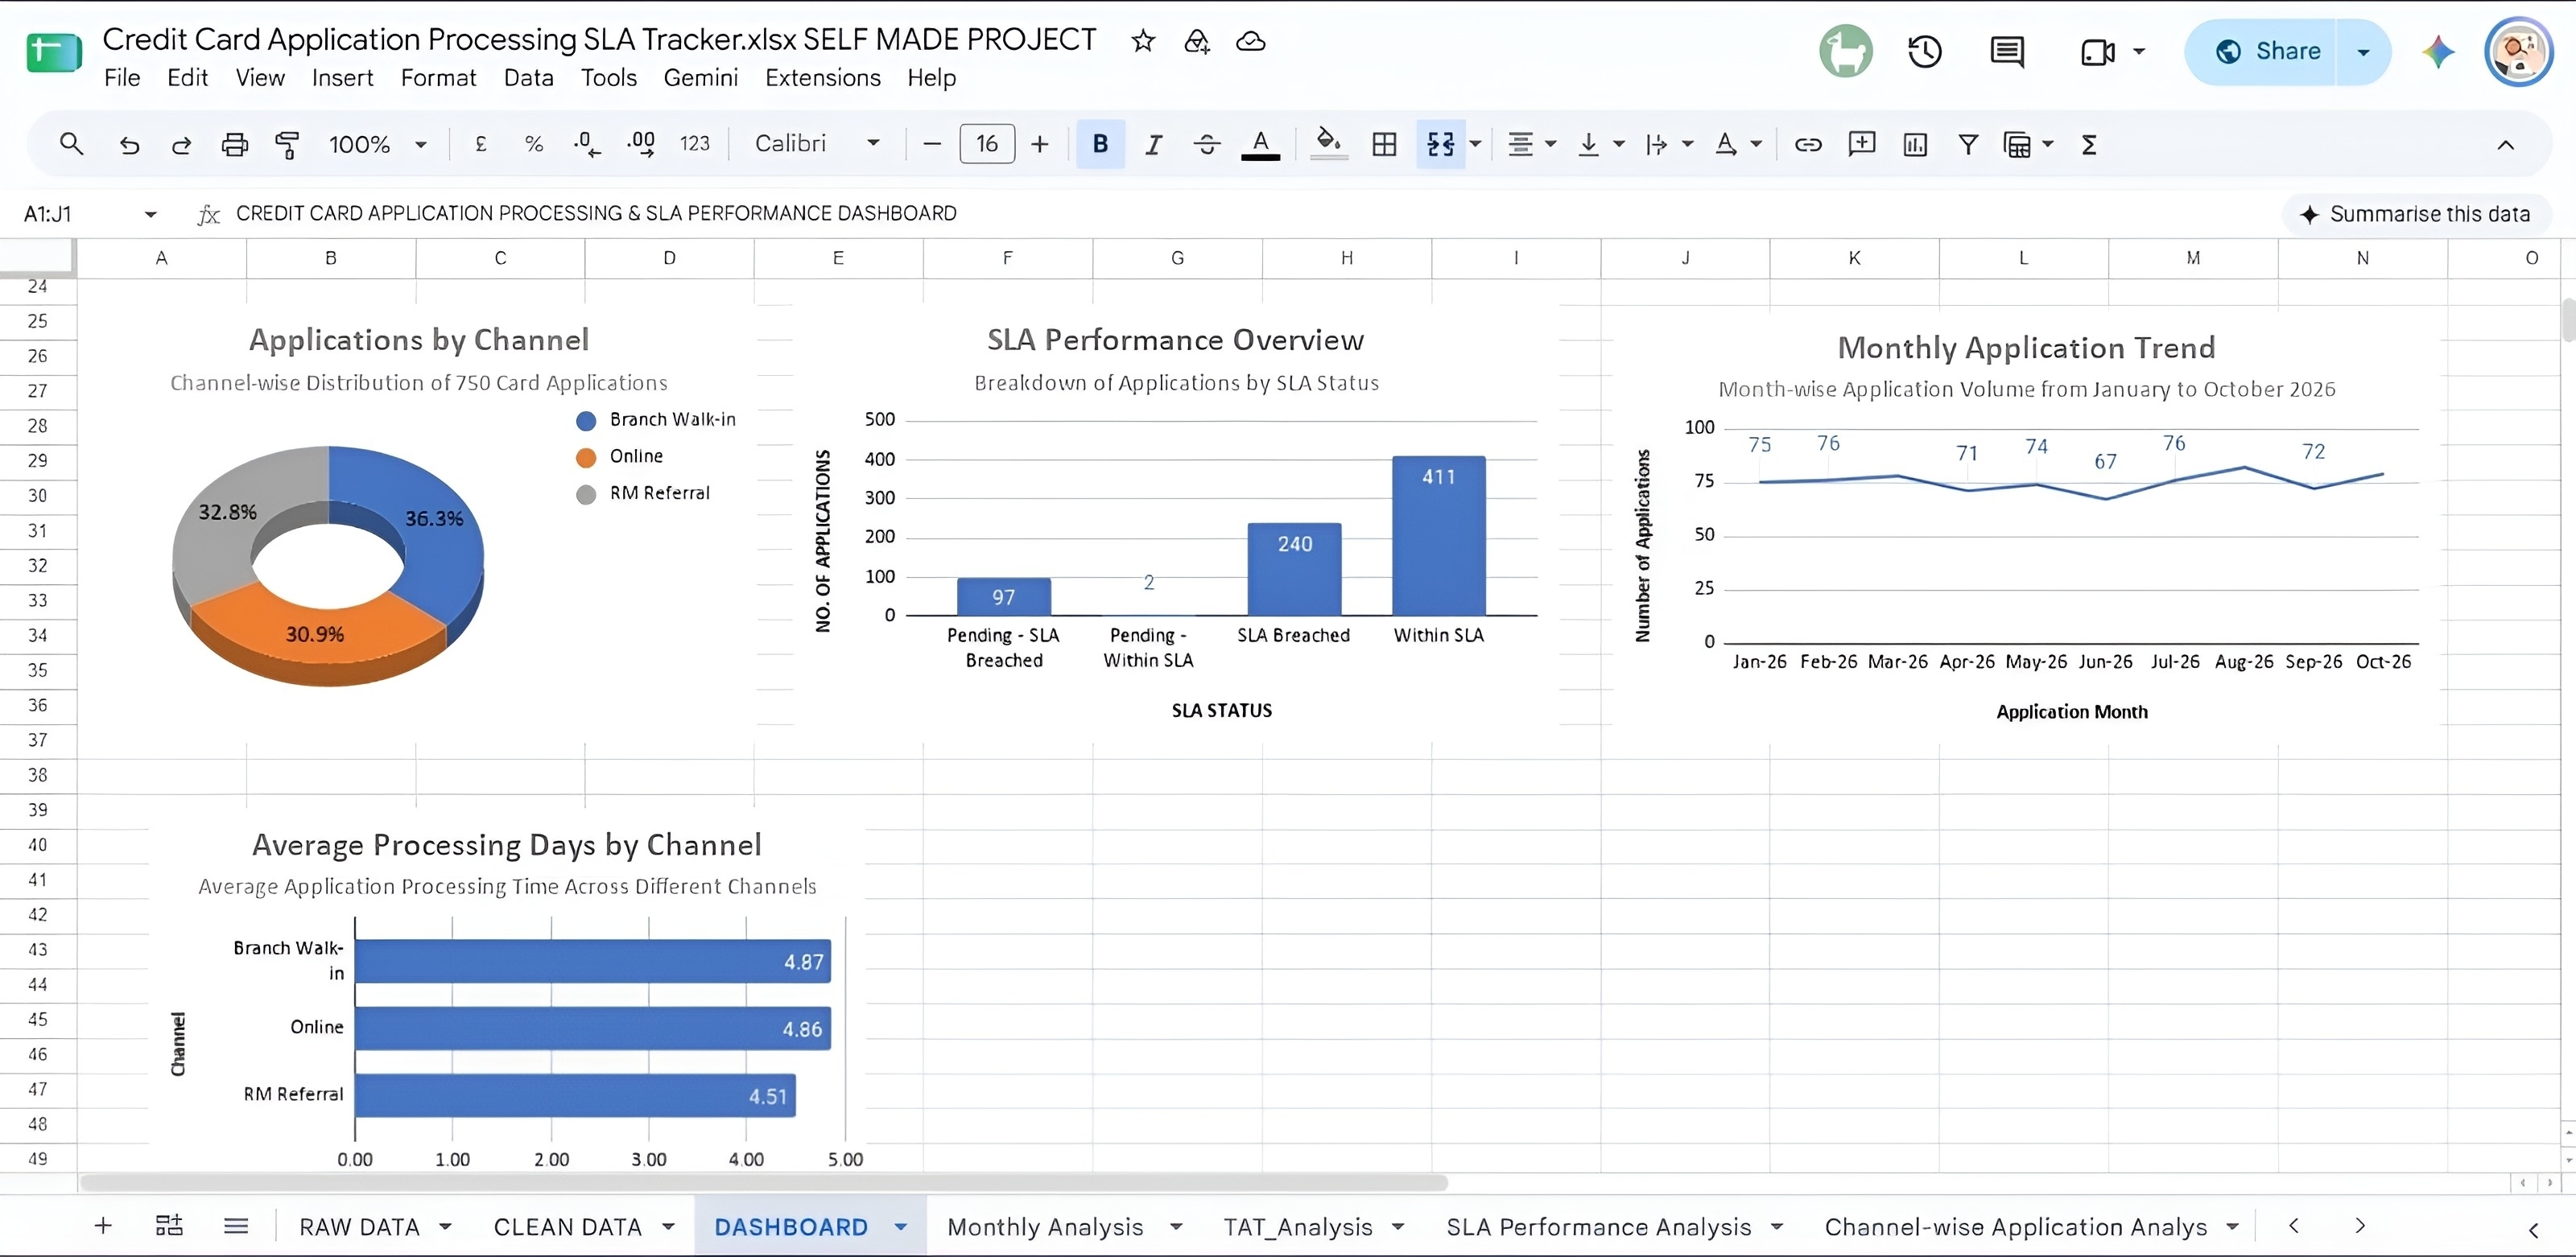 Credit Card Application Processing SLA Tracker.xlsx SELF MADE PROJECT
File Edit View Insert Format Data Tools Gemini Extensions Help
Share
100% £ % .0 .00 123 Calibri 16 B I A
A1:J1 fx CREDIT CARD APPLICATION PROCESSING & SLA PERFORMANCE DASHBOARD
Summarise this data
A B C D E F G H I J K L M N O
24
25
26
27
28
29
30
31
32
33
34
35
36
37
38
39
40
41
42
43
44
45
46
47
48
49
Applications by Channel
Channel-wise Distribution of 750 Card Applications
Branch Walk-in
Online
RM Referral
32.8%
36.3%
30.9%
SLA Performance Overview
Breakdown of Applications by SLA Status
NO. OF APPLICATIONS
500
400
300
200
100
0
97
2
240
411
Pending - SLA Breached
Pending - Within SLA
SLA Breached
Within SLA
SLA STATUS
Monthly Application Trend
Month-wise Application Volume from January to October 2026
Number of Applications
100
75
50
25
0
75 76 71 74 67 76 72
Jan-26 Feb-26 Mar-26 Apr-26 May-26 Jun-26 Jul-26 Aug-26 Sep-26 Oct-26
Application Month
Average Processing Days by Channel
Average Application Processing Time Across Different Channels
Channel
Branch Walk-
in
4.87
Online
4.86
RM Referral
4.51
0.00 1.00 2.00 3.00 4.00 5.00
RAW DATA CLEAN DATA DASHBOARD Monthly Analysis TAT_Analysis SLA Performance Analysis Channel-wise Application Analys